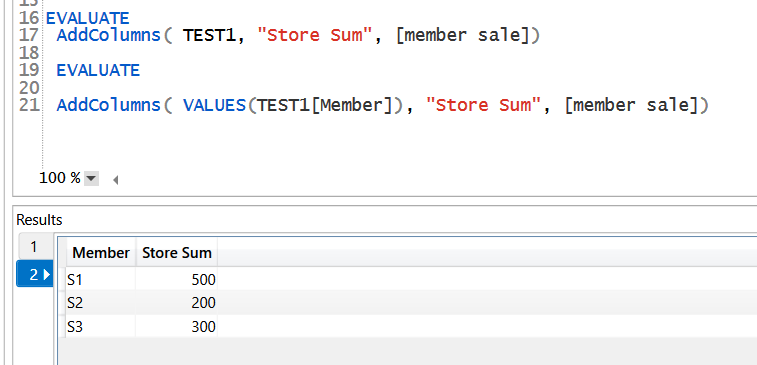 16 EVALUATE
17 AddColumns( TEST1, "Store Sum", [member sale])
18
19 EVALUATE
20
21 AddColumns( VALUES(TEST1[Member]), "Store Sum", [member sale])
100 %
Results
1
2
Member Store Sum
S1 500
S2 200
S3 300